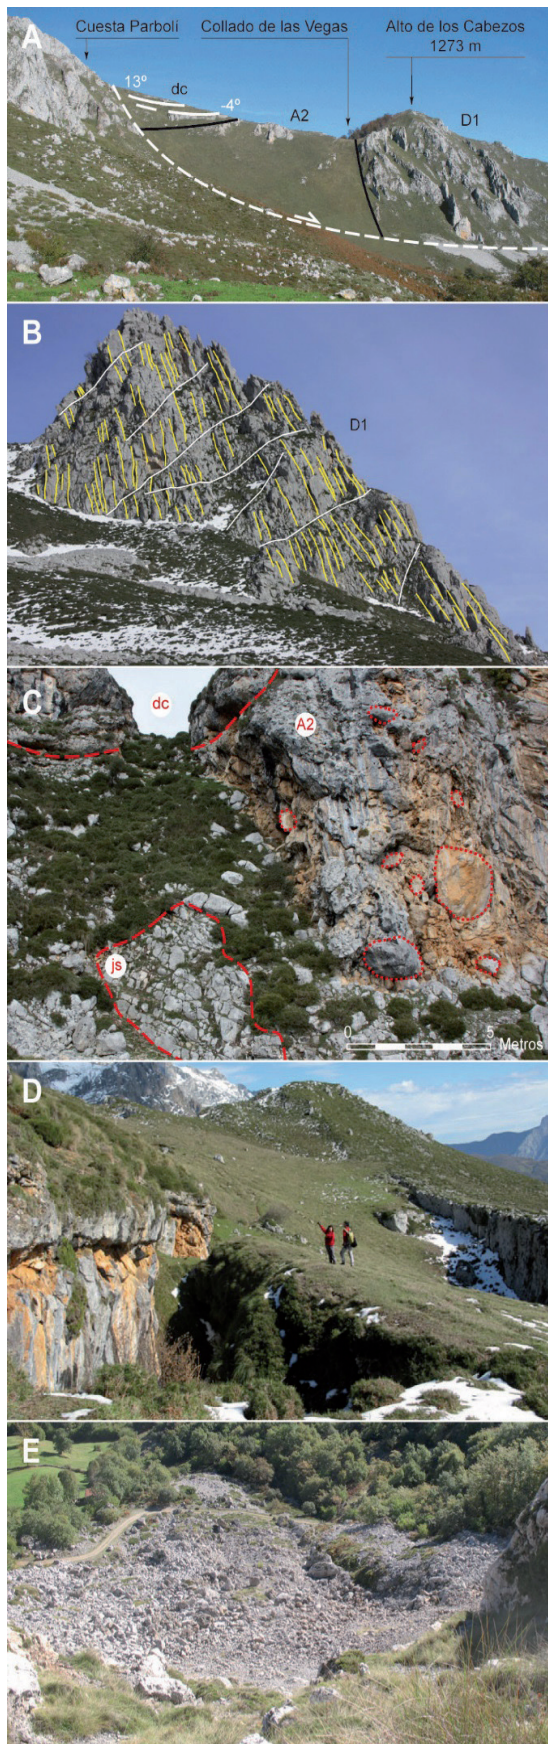 A
Cuesta Parboli
Collado de las Vegas
Alto de los Cabezos
1273 m
13º
dc
-4º
A2
D1
B
D1
C
dc
A2
js
0
5
Metros
D
E